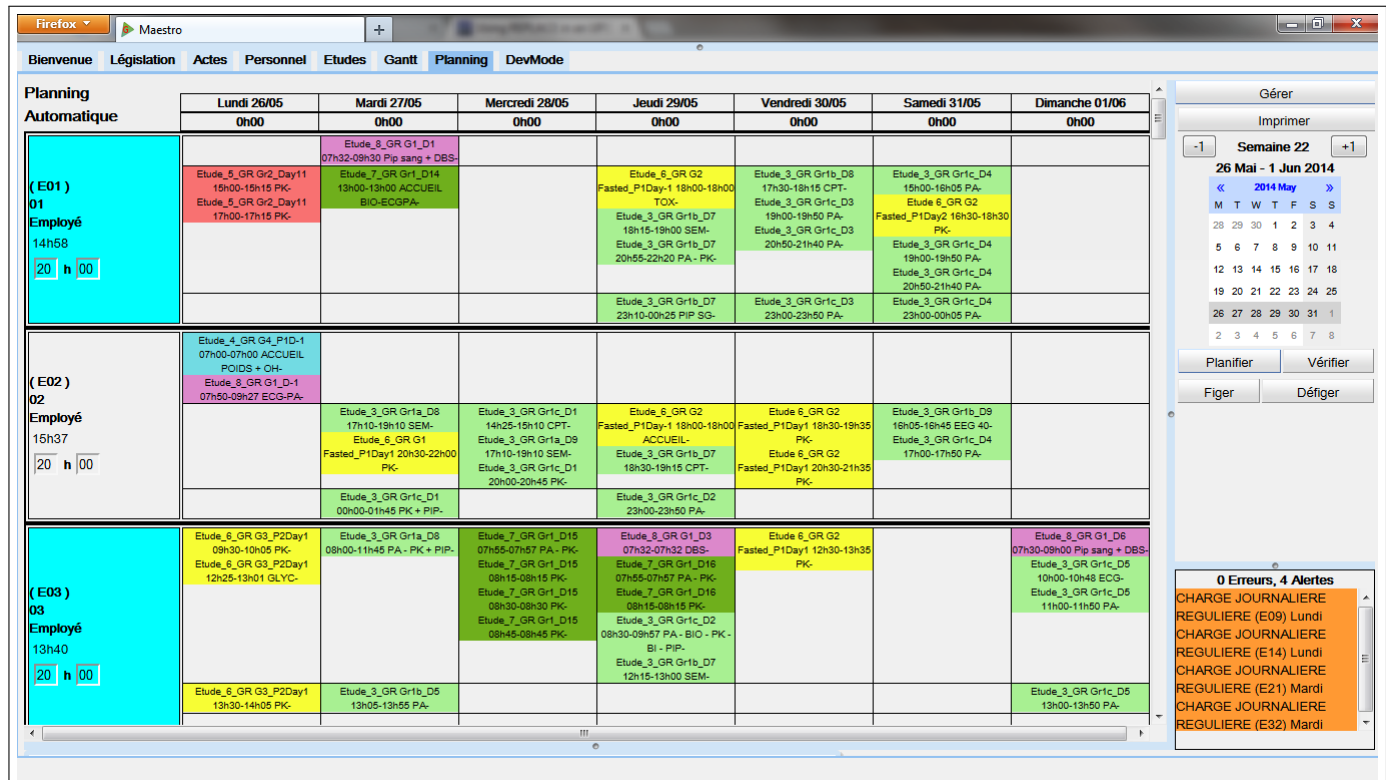 Firefox
Maestro
+
Bienvenue Législation Actes Personnel Etudes Gantt Planning DevMode
Planning
Automatique
Lundi 26/05 Mardi 27/05 Mercredi 28/05 Jeudi 29/05 Vendredi 30/05 Samedi 31/05 Dimanche 01/06
0h00 0h00 0h00 0h00 0h00 0h00 0h00
( E01 )
01
Employé
14h58
20 h 00
Etude_5_GR Gr2_Day11
15h00-15h15 PK-
Etude_5_GR Gr2_Day11
17h00-17h15 PK-
Etude_8_GR G1_D1
07h32-09h30 Pip sang + DBS-
Etude_7_GR Gr1_D14
13h00-13h00 ACCUEIL
BIO-ECGPA-
Etude_6_GR G2
Fasted_P1Day-1 18h00-18h00
TOX-
Etude_3_GR Gr1b_D7
18h15-19h00 SEM-
Etude_3_GR Gr1b_D7
20h55-22h20 PA - PK-
Etude_3_GR Gr1b_D7
23h10-00h25 PIP SG-
Etude_3_GR Gr1b_D8
17h30-18h15 CPT-
Etude_3_GR Gr1c_D3
19h00-19h50 PA-
Etude_3_GR Gr1c_D3
20h50-21h40 PA-
Etude_3_GR Gr1c_D3
23h00-23h50 PA-
Etude_3_GR Gr1c_D4
15h00-16h05 PA-
Etude 6_GR G2
Fasted_P1Day2 16h30-18h30
PK-
Etude_3_GR Gr1c_D4
19h00-19h50 PA-
Etude_3_GR Gr1c_D4
20h50-21h40 PA-
Etude_3_GR Gr1c_D4
23h00-00h05 PA-
( E02 )
02
Employé
15h37
20 h 00
Etude_4_GR G4_P1D-1
07h00-07h00 ACCUEIL
POIDS + OH-
Etude_8_GR G1_D-1
07h50-09h27 ECG-PA-
Etude_3_GR Gr1a_D8
17h10-19h10 SEM-
Etude_6_GR G1
Fasted_P1Day1 20h30-22h00
PK-
Etude_3_GR Gr1c_D1
00h00-01h45 PK + PIP-
Etude_3_GR Gr1c_D1
14h25-15h10 CPT-
Etude_3_GR Gr1a_D9
17h10-19h10 SEM-
Etude_3_GR Gr1c_D1
20h00-20h45 PK-
Etude_6_GR G2
Fasted_P1Day-1 18h00-18h00
ACCUEIL-
Etude_3_GR Gr1b_D7
18h30-19h15 CPT-
Etude_3_GR Gr1c_D2
23h00-23h50 PA-
Etude 6_GR G2
Fasted_P1Day1 18h30-19h35
PK-
Etude 6_GR G2
Fasted_P1Day1 20h30-21h35
PK-
Etude_3_GR Gr1b_D9
16h05-16h45 EEG 40-
Etude_3_GR Gr1c_D4
17h00-17h50 PA-
( E03 )
03
Employé
13h40
20 h 00
Etude_6_GR G3_P2Day1
09h30-10h05 PK-
Etude_6_GR G3_P2Day1
12h25-13h01 GLYC-
Etude_6_GR G3_P2Day1
13h30-14h05 PK-
Etude_3_GR Gr1a_D8
08h00-11h45 PA - PK + PIP-
Etude_3_GR Gr1b_D5
13h05-13h55 PA-
Etude_7_GR Gr1_D15
07h55-07h57 PA - PK-
Etude_7_GR Gr1_D15
08h15-08h15 PK-
Etude_7_GR Gr1_D15
08h30-08h30 PK-
Etude_7_GR Gr1_D15
08h45-08h45 PK-
Etude_8_GR G1_D3
07h32-07h32 DBS-
Etude_7_GR Gr1_D16
07h55-07h57 PA - PK-
Etude_7_GR Gr1_D16
08h15-08h15 PK-
Etude_3_GR Gr1c_D2
08h30-09h57 PA - BIO - PK -
BI - PIP-
Etude_3_GR Gr1b_D7
12h15-13h00 SEM-
Etude 6_GR G2
Fasted_P1Day1 12h30-13h35
PK-
Etude_8_GR G1_D6
07h30-09h00 Pip sang + DBS-
Etude_3_GR Gr1c_D5
10h00-10h48 ECG-
Etude_3_GR Gr1c_D5
11h00-11h50 PA-
Etude_3_GR Gr1c_D5
13h00-13h50 PA-
Gérer
Imprimer
-1 Semaine 22 +1
26 Mai - 1 Jun 2014
« 2014 May »
M T W T F S S
28 29 30 1 2 3 4
5 6 7 8 9 10 11
12 13 14 15 16 17 18
19 20 21 22 23 24 25
26 27 28 29 30 31 1
2 3 4 5 6 7 8
Planifier Vérifier
Figer Défiger
0 Erreurs, 4 Alertes
CHARGE JOURNALIERE
REGULIERE (E09) Lundi
CHARGE JOURNALIERE
REGULIERE (E14) Lundi
CHARGE JOURNALIERE
REGULIERE (E21) Mardi
CHARGE JOURNALIERE
REGULIERE (E32) Mardi